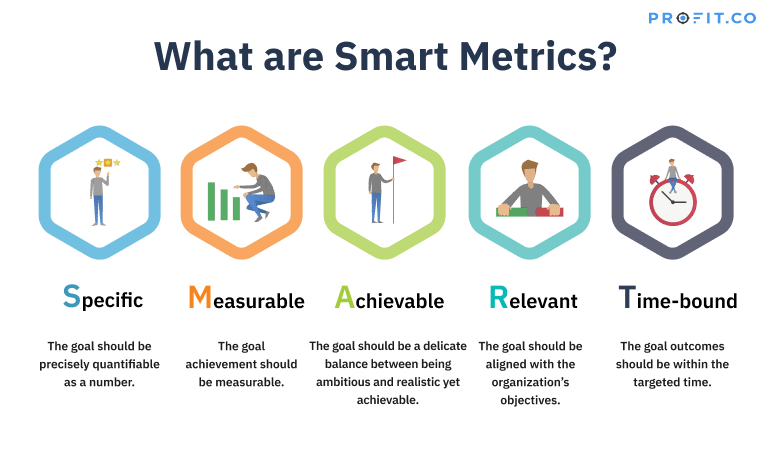 PROFIT.CO
What are Smart Metrics?
Specific
Measurable
Achievable
Relevant
Time-bound
The goal should be
precisely quantifiable
as a number.
The goal
achievement should
be measurable.
The goal should be a delicate
balance between being
ambitious and realistic yet
achievable.
The goal should be
aligned with the
organization's
objectives.
The goal outcomes
should be within the
targeted time.